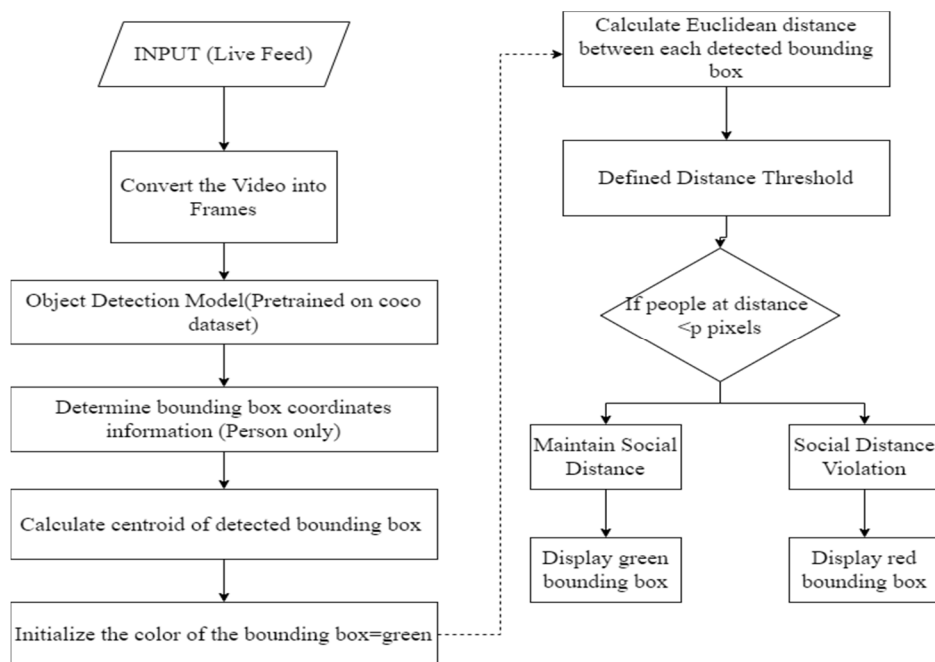 INPUT (Live Feed)
Convert the Video into
Frames
Object Detection Model(Pretrained on coco
dataset)
Determine bounding box coordinates
information (Person only)
Calculate centroid of detected bounding box
Initialize the color of the bounding box=green
Calculate Euclidean distance
between each detected bounding
box
Defined Distance Threshold
If people at distance
<p pixels
Maintain Social
Distance
Display green
bounding box
Social Distance
Violation
Display red
bounding box